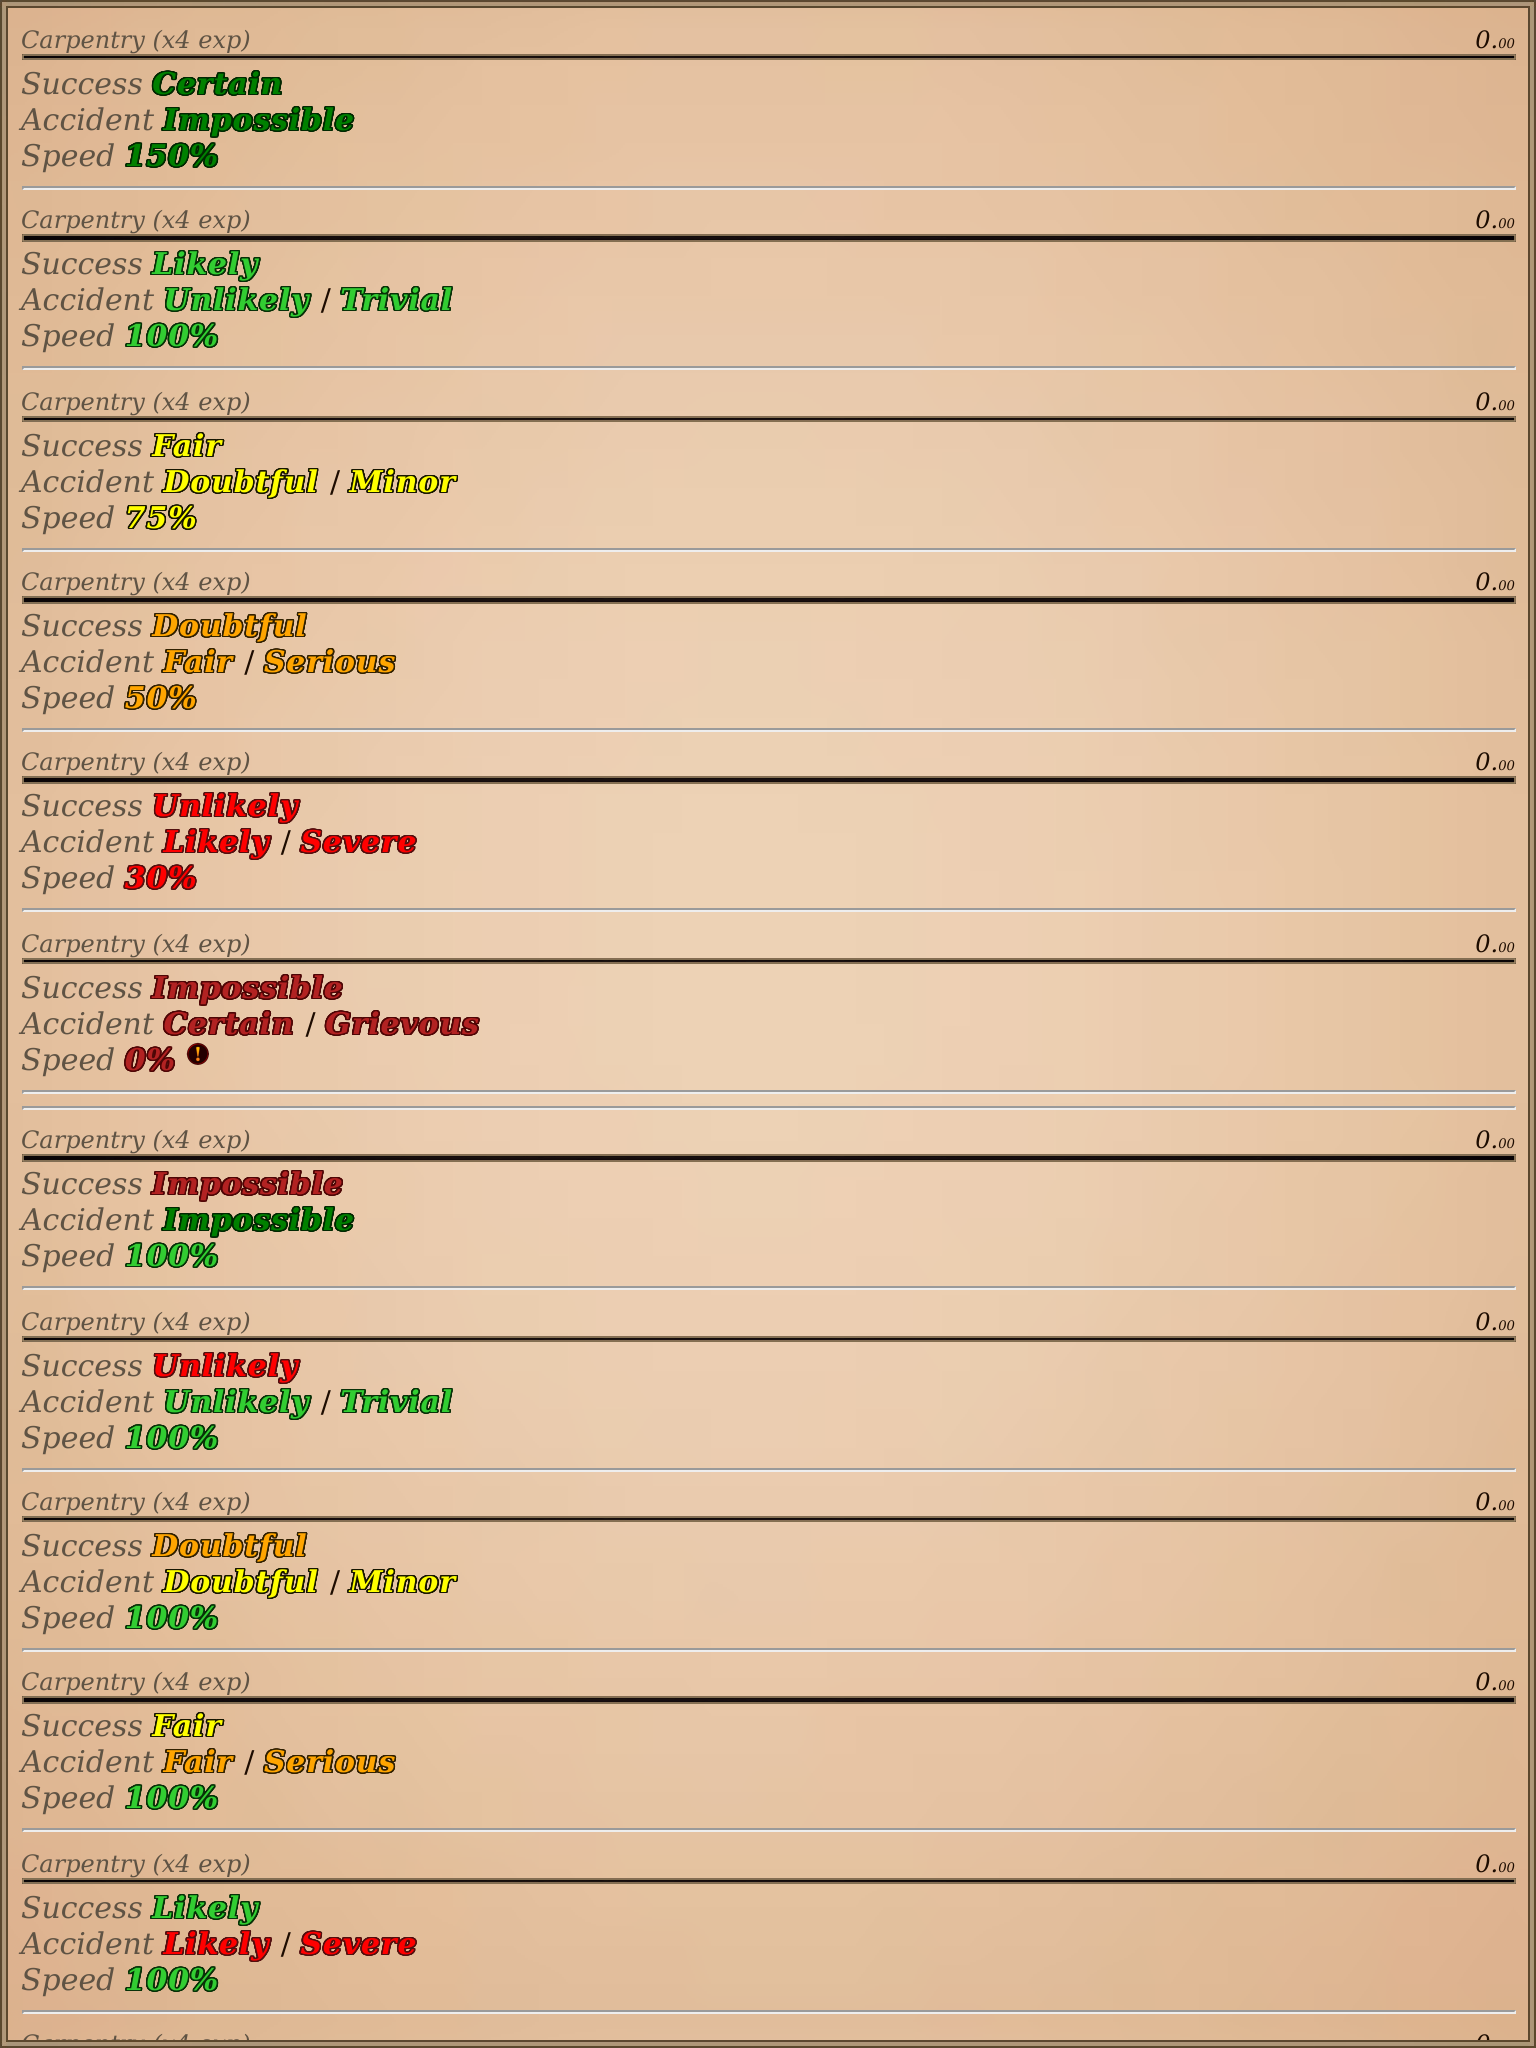 Carpentry (x4 exp) 0.00
Success Certain
Accident Impossible
Speed 150%
Carpentry (x4 exp) 0.00
Success Likely
Accident Unlikely / Trivial
Speed 100%
Carpentry (x4 exp) 0.00
Success Fair
Accident Doubtful / Minor
Speed 75%
Carpentry (x4 exp) 0.00
Success Doubtful
Accident Fair / Serious
Speed 50%
Carpentry (x4 exp) 0.00
Success Unlikely
Accident Likely / Severe
Speed 30%
Carpentry (x4 exp) 0.00
Success Impossible
Accident Certain / Grievous
Speed 0% !
Carpentry (x4 exp) 0.00
Success Impossible
Accident Impossible
Speed 100%
Carpentry (x4 exp) 0.00
Success Unlikely
Accident Unlikely / Trivial
Speed 100%
Carpentry (x4 exp) 0.00
Success Doubtful
Accident Doubtful / Minor
Speed 100%
Carpentry (x4 exp) 0.00
Success Fair
Accident Fair / Serious
Speed 100%
Carpentry (x4 exp) 0.00
Success Likely
Accident Likely / Severe
Speed 100%